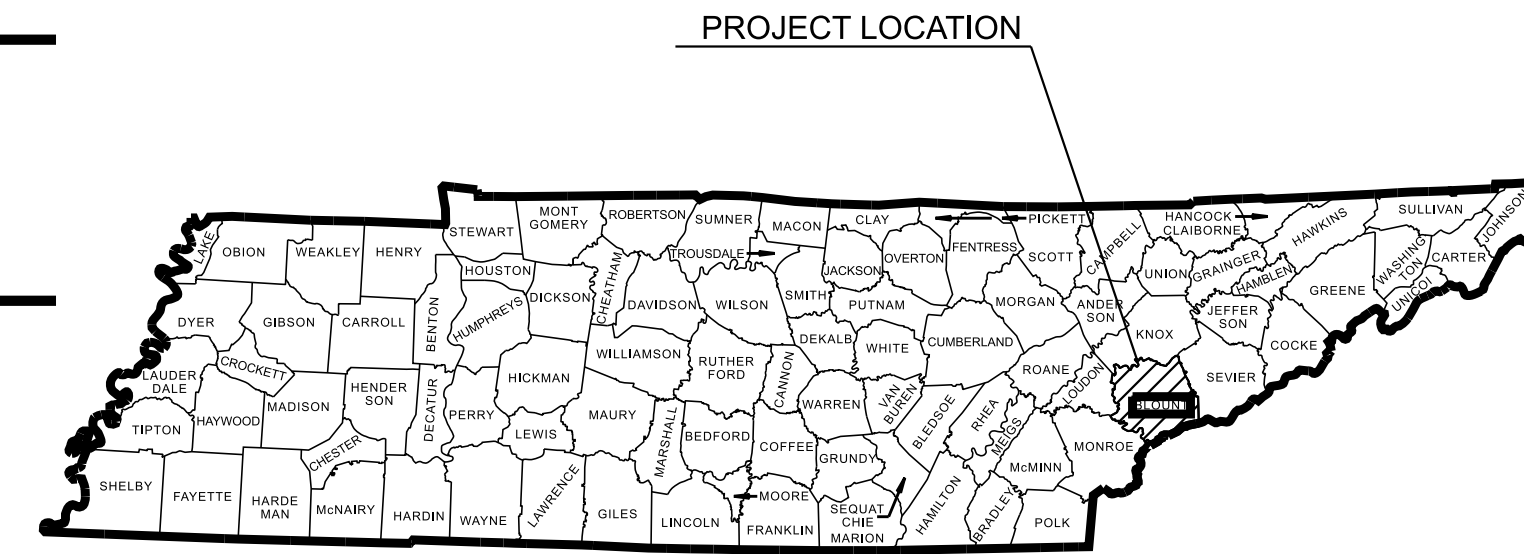 PROJECT LOCATION
LAKE
OBION
WEAKLEY
HENRY
STEWART
MONT
GOMERY
ROBERTSON
SUMNER
MACON
CLAY
PICKETT
HANCOCK
CLAIBORNE
HAWKINS
SULLIVAN
JOHNSON
TROUSDALE
HOUSTON
DICKSON
CHEATHAM
DAVIDSON
WILSON
SMITH
JACKSON
OVERTON
PUTNAM
FENTRESS
SCOTT
CAMPBELL
UNION
GRAINGER
HAMBLEN
GREENE
WASHING
TON
UNICOI
CARTER
DYER
GIBSON
CARROLL
BENTON
HUMPHREYS
WILLIAMSON
RUTHER
FORD
CANNON
DEKALB
WHITE
CUMBERLAND
MORGAN
ANDER
SON
KNOX
JEFFER
SON
COCKE
SEVIER
LAUDER
DALE
CROCKETT
HENDER
SON
DECATUR
PERRY
HICKMAN
LEWIS
MAURY
MARSHALL
BEDFORD
COFFEE
WARREN
VAN
BUREN
BLEDSOE
RHEA
MEIGS
ROANE
LOUDON
BLOUNT
MONROE
McMINN
TIPTON
HAYWOOD
MADISON
CHESTER
SHELBY
FAYETTE
HARDE
MAN
McNAIRY
HARDIN
WAYNE
LAWRENCE
GILES
LINCOLN
MOORE
FRANKLIN
GRUNDY
SEQUAT
CHIE
MARION
HAMILTON
BRADLEY
POLK